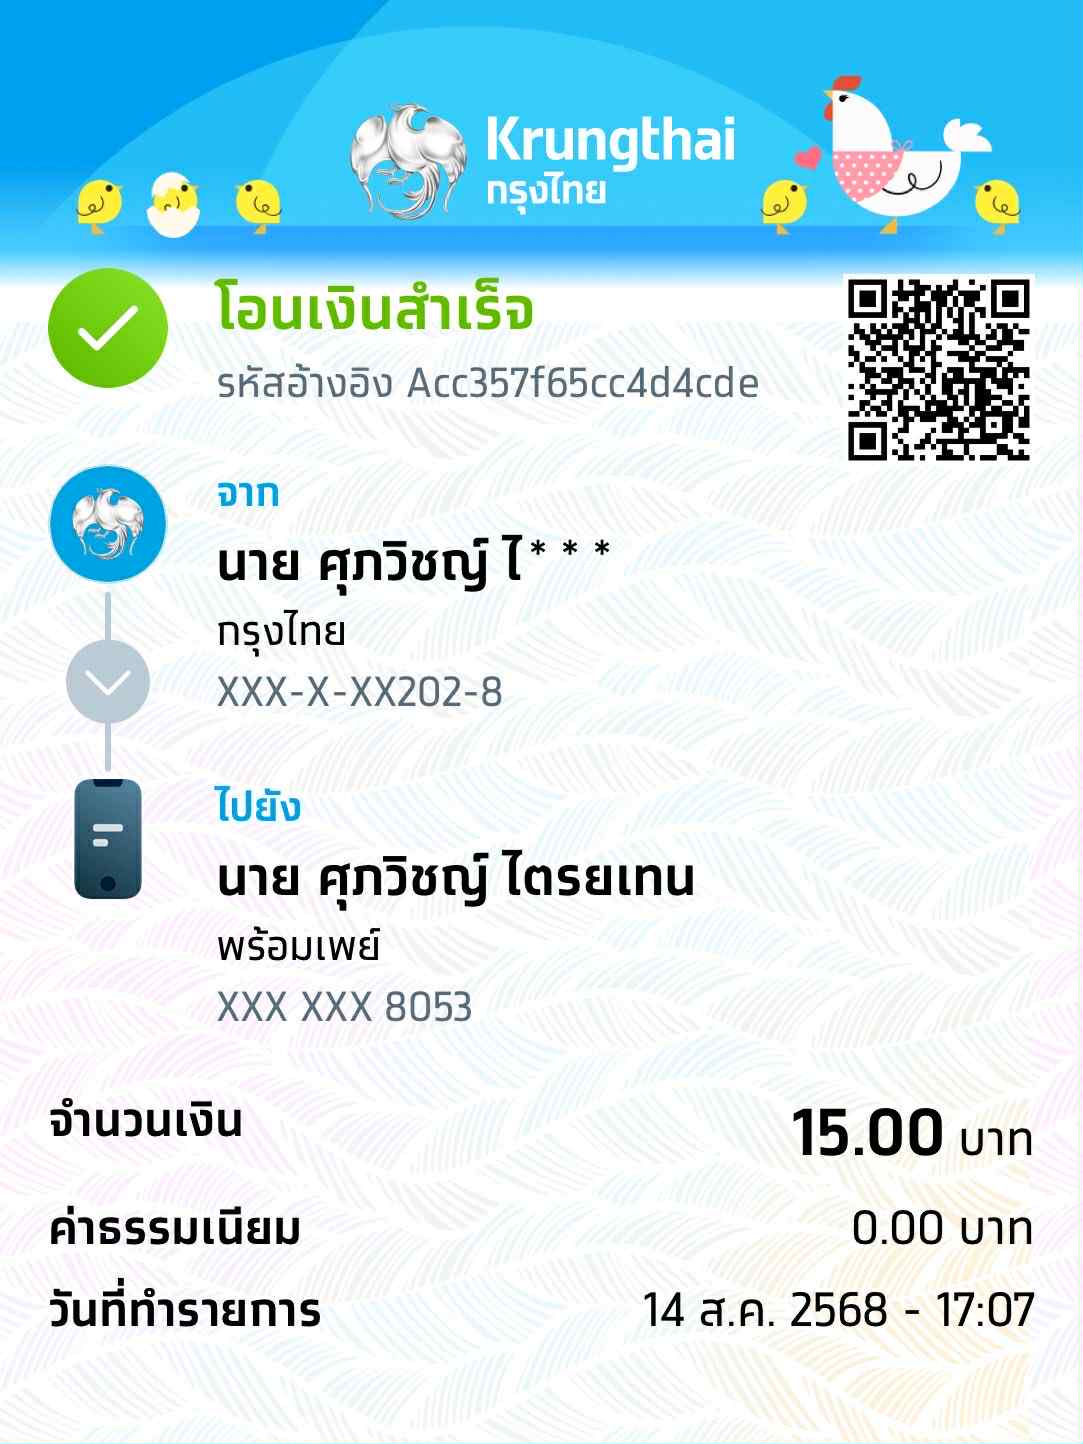 Krungthai
กรุงไทย
โอนเงินสำเร็จ
รหัสอ้างอิง Acc357f65cc4d4cde
จาก
นาย ศุภวิชญ์ ไ***
กรุงไทย
XXX-X-XX202-8
ไปยัง
นาย ศุภวิชญ์ ไตรยเทน
พร้อมเพย์
XXX XXX 8053
จำนวนเงิน 15.00 บาท
ค่าธรรมเนียม 0.00 บาท
วันที่ทำรายการ 14 ส.ค. 2568 - 17:07